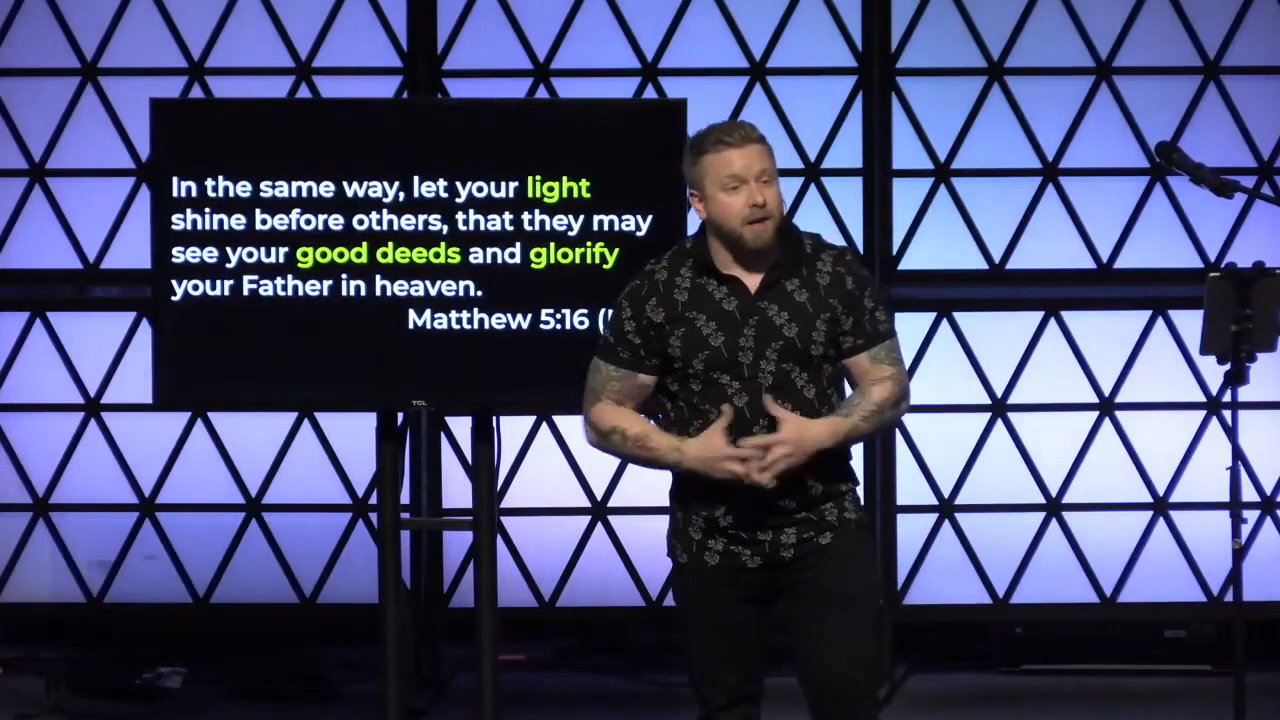 In the same way, let your light
shine before others, that they may
see your good deeds and glorify
your Father in heaven.
Matthew 5:16 (
TCL